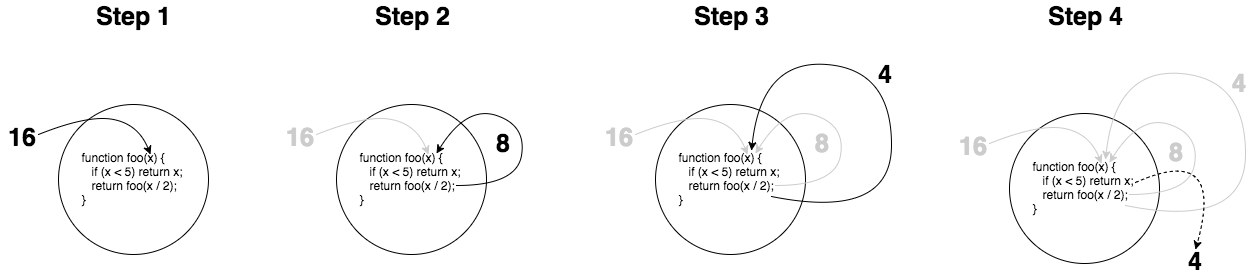 Step 1
16
function foo(x) {
if (x < 5) return x;
return foo(x / 2);
}
Step 2
16
8
function foo(x) {
if (x < 5) return x;
return foo(x / 2);
}
Step 3
4
16
8
function foo(x) {
if (x < 5) return x;
return foo(x / 2);
}
Step 4
4
16
8
function foo(x) {
if (x < 5) return x;
return foo(x / 2);
}
4